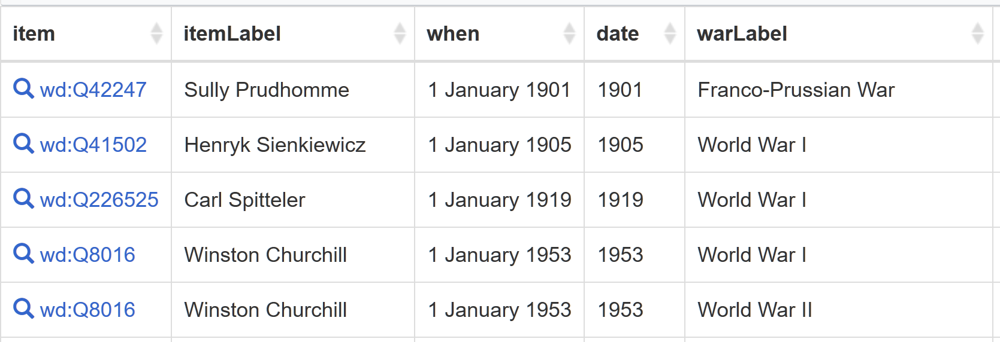 item itemLabel when date warLabel
wd:Q42247 Sully Prudhomme 1 January 1901 1901 Franco-Prussian War
wd:Q41502 Henryk Sienkiewicz 1 January 1905 1905 World War I
wd:Q226525 Carl Spitteler 1 January 1919 1919 World War I
wd:Q8016 Winston Churchill 1 January 1953 1953 World War I
wd:Q8016 Winston Churchill 1 January 1953 1953 World War II